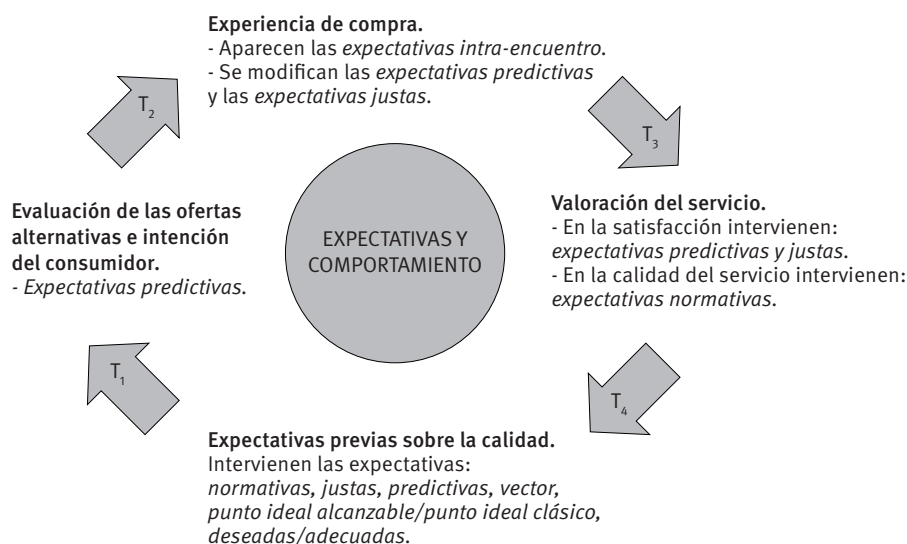 Experiencia de compra.
- Aparecen las expectativas intra-encuentro.
- Se modifican las expectativas predictivas
y las expectativas justas.
T2
T3
Evaluación de las ofertas
alternativas e intención
del consumidor.
- Expectativas predictivas.
EXPECTATIVAS Y
COMPORTAMIENTO
Valoración del servicio.
- En la satisfacción intervienen:
expectativas predictivas y justas.
- En la calidad del servicio intervienen:
expectativas normativas.
T1
T4
Expectativas previas sobre la calidad.
Intervienen las expectativas:
normativas, justas, predictivas, vector,
punto ideal alcanzable/punto ideal clásico,
deseadas/adecuadas.